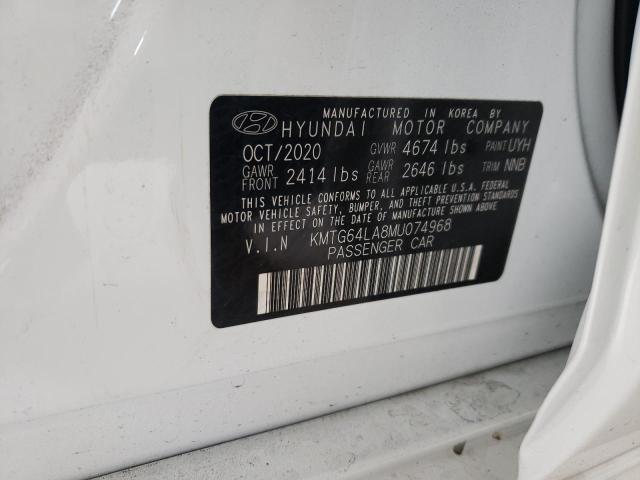 MANUFACTURED IN KOREA BY
HYUNDAI MOTOR COMPANY
OCT/2020 GVWR 4674 lbs PAINT UYH
GAWR FRONT 2414 lbs GAWR REAR 2646 lbs TRIM NNB
THIS VEHICLE CONFORMS TO ALL APPLICABLE U.S.A. FEDERAL
MOTOR VEHICLE SAFETY, BUMPER, AND THEFT PREVENTION STANDARDS
IN EFFECT ON THE DATE OF MANUFACTURE SHOWN ABOVE.
V.I.N KMTG64LA8MU074968
PASSENGER CAR